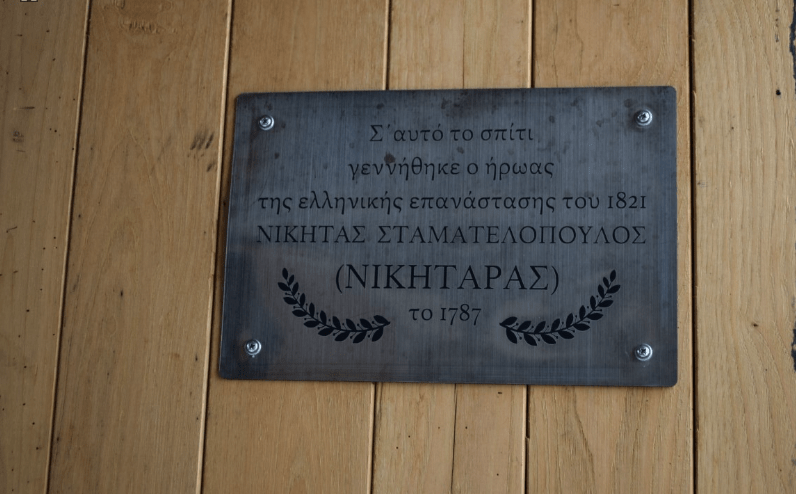 Σ΄αυτό το σπίτι
γεννήθηκε ο ήρωας
της ελληνικής επανάστασης του 1821
ΝΙΚΗΤΑΣ ΣΤΑΜΑΤΕΛΟΠΟΥΛΟΣ
(ΝΙΚΗΤΑΡΑΣ)
το 1787